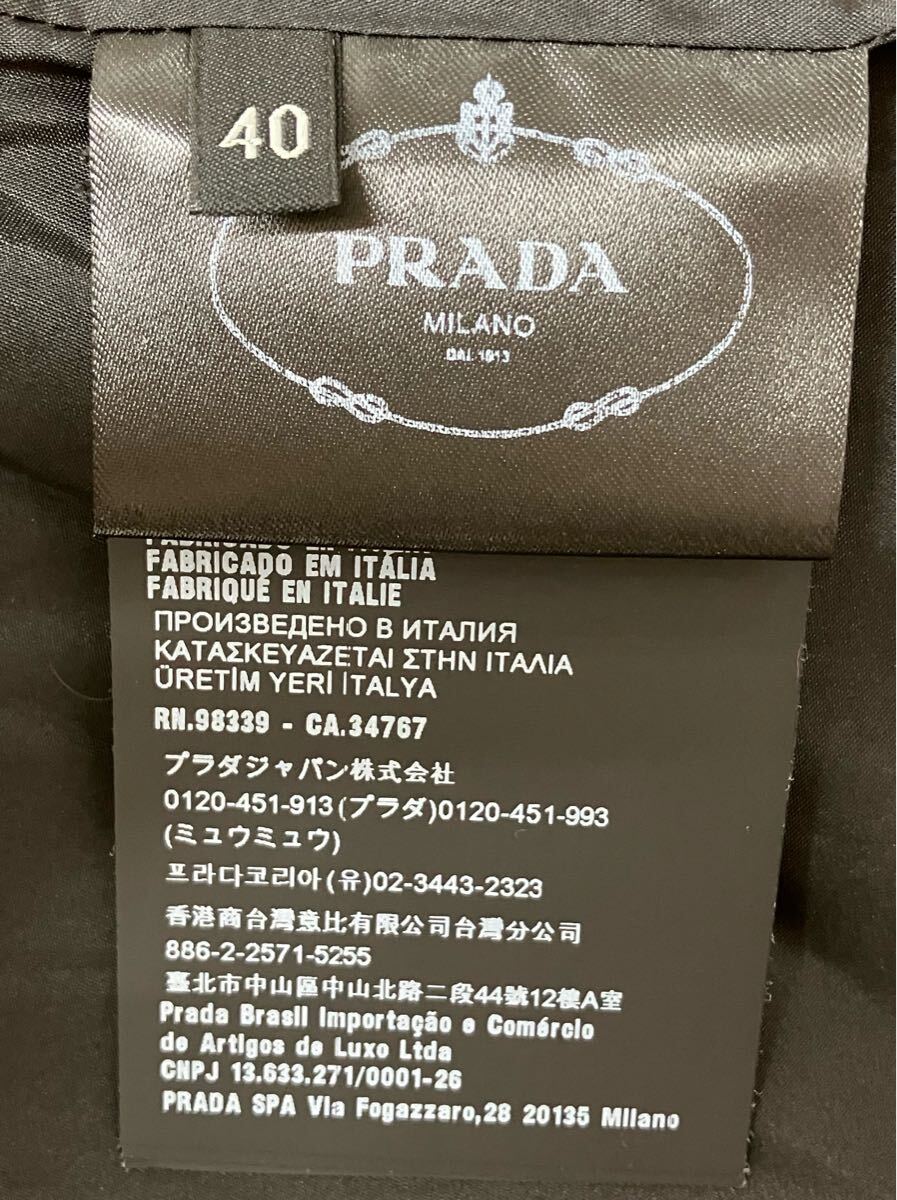 40
PRADA
MILANO
DAL 1913
FABRICADO EM ITÁLIA
FABRIQUÉ EN ITALIE
ПРОИЗВЕДЕНО В ИТАЛИЯ
ΚΑΤΑΣΚΕΥΑΖΕΤΑΙ ΣΤΗΝ ΙΤΑΛΙΑ
ÜRETİM YERİ İTALYA
RN.98339 - CA.34767
プラダジャパン株式会社
0120-451-913(プラダ)0120-451-993
(ミュウミュウ)
프라다코리아(유)02-3443-2323
香港商台灣意比有限公司台灣分公司
886-2-2571-5255
臺北市中山區中山北路二段44號12樓A室
Prada Brasil Importação e Comércio
de Artigos de Luxo Ltda
CNPJ 13.633.271/0001-26
PRADA SPA Via Fogazzaro,28 20135 Milano